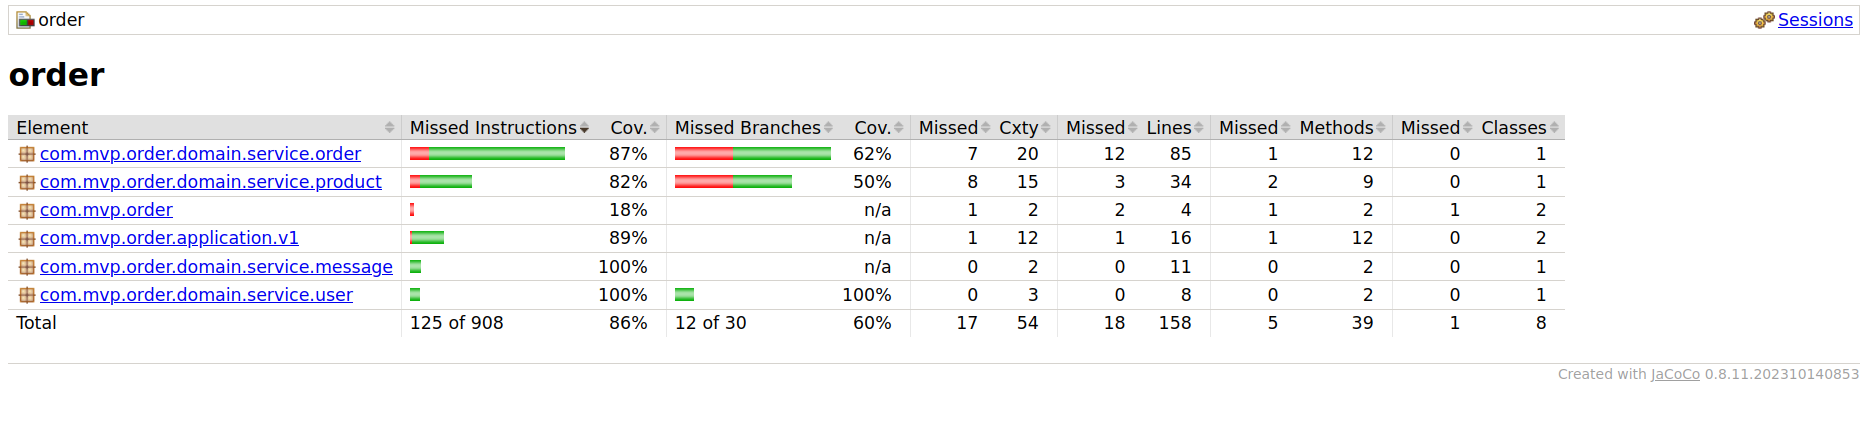 order Sessions
order
Element Missed Instructions Cov. Missed Branches Cov. Missed Cxty Missed Lines Missed Methods Missed Classes
com.mvp.order.domain.service.order 87% 62% 7 20 12 85 1 12 0 1
com.mvp.order.domain.service.product 82% 50% 8 15 3 34 2 9 0 1
com.mvp.order 18% n/a 1 2 2 4 1 2 1 2
com.mvp.order.application.v1 89% n/a 1 12 1 16 1 12 0 2
com.mvp.order.domain.service.message 100% n/a 0 2 0 11 0 2 0 1
com.mvp.order.domain.service.user 100% 100% 0 3 0 8 0 2 0 1
Total 125 of 908 86% 12 of 30 60% 17 54 18 158 5 39 1 8
Created with JaCoCo 0.8.11.202310140853